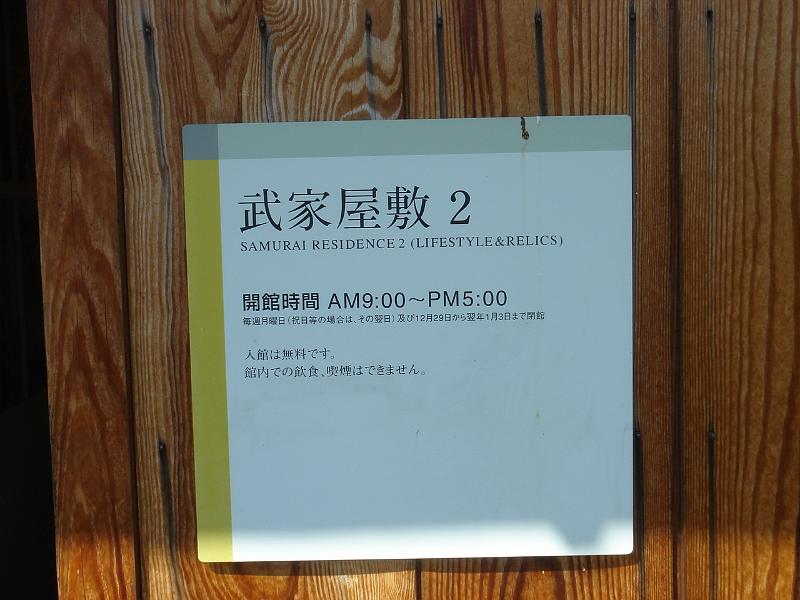 武家屋敷 2
SAMURAI RESIDENCE 2 (LIFESTYLE&RELICS)
開館時間 AM9:00～PM5:00
毎週月曜日(祝日等の場合は、その翌日)及び12月29日から翌年1月3日まで閉館
入館は無料です。
館内での飲食、喫煙はできません。